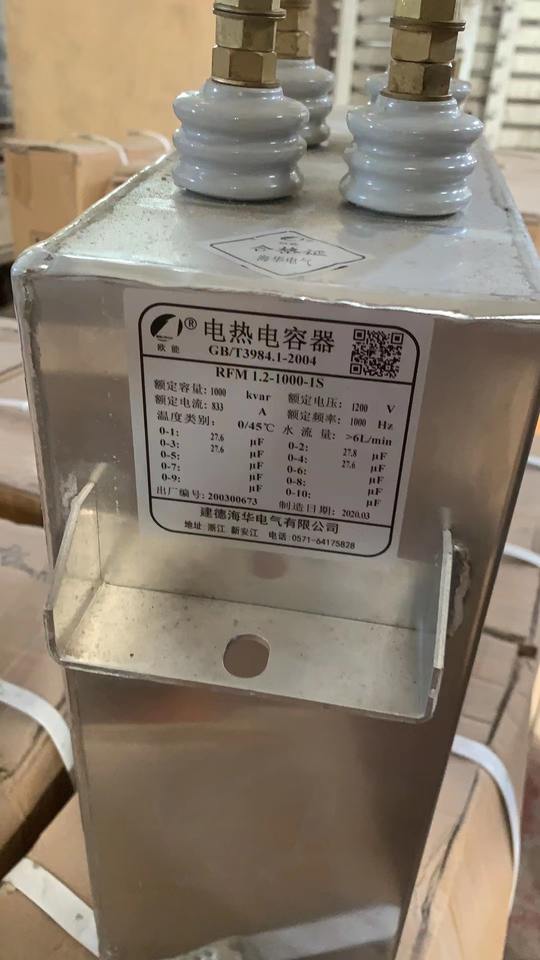 合格证
海华电气
®
欧能
电热电容器
GB/T3984.1-2004
RFM 1.2-1000-1S
额定容量: 1000 kvar 额定电压: 1200 V
额定电流: 833 A 额定频率: 1000 Hz
温度类别: 0/45℃ 水流量: >6L/min
0-1: 27.6 μF 0-2: 27.8 μF
0-3: 27.6 μF 0-4: 27.6 μF
0-5: μF 0-6: μF
0-7: μF 0-8: μF
0-9: μF 0-10: μF
出厂编号: 200300673 制造日期: 2020.03
建德海华电气有限公司
地址 浙江 新安江 电话:0571-64175828